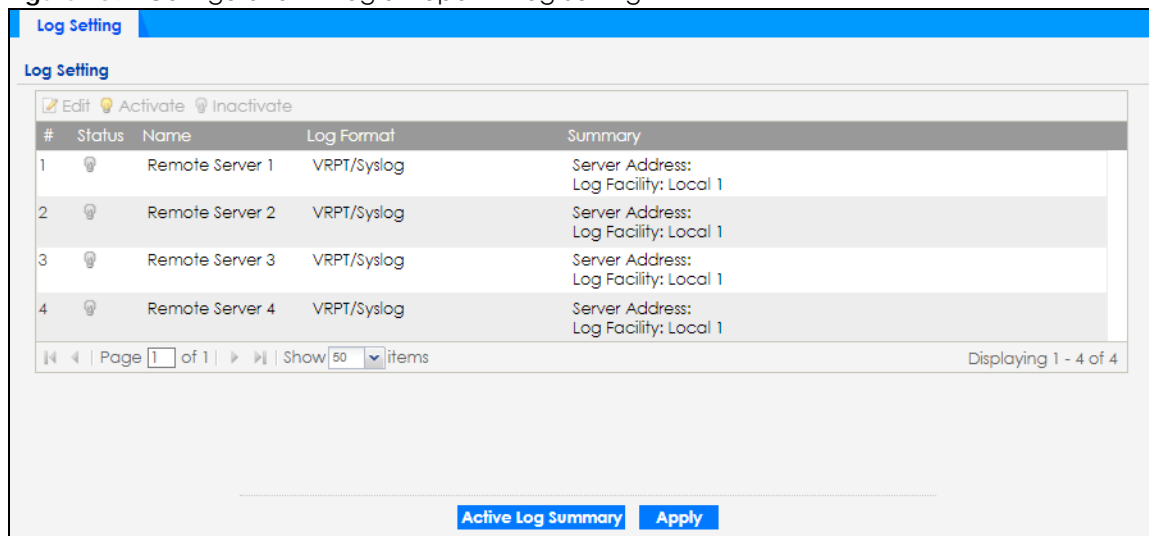 Log Setting
Log Setting
Edit Activate Inactivate
# Status Name Log Format Summary
1 Remote Server 1 VRPT/Syslog Server Address:
Log Facility: Local 1
2 Remote Server 2 VRPT/Syslog Server Address:
Log Facility: Local 1
3 Remote Server 3 VRPT/Syslog Server Address:
Log Facility: Local 1
4 Remote Server 4 VRPT/Syslog Server Address:
Log Facility: Local 1
Page 1 of 1 Show 50 items Displaying 1 - 4 of 4
Active Log Summary Apply